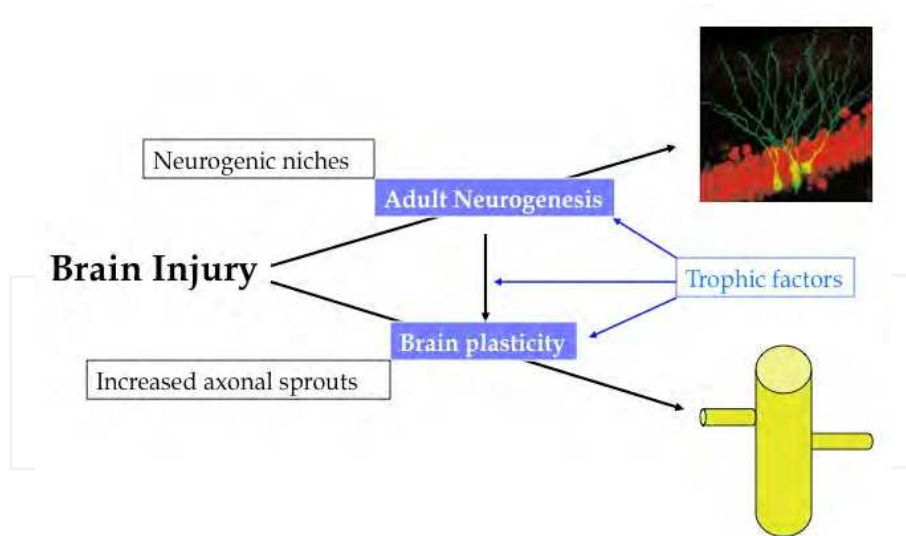 Neurogenic niches
Adult Neurogenesis
Brain Injury
Trophic factors
Brain plasticity
Increased axonal sprouts